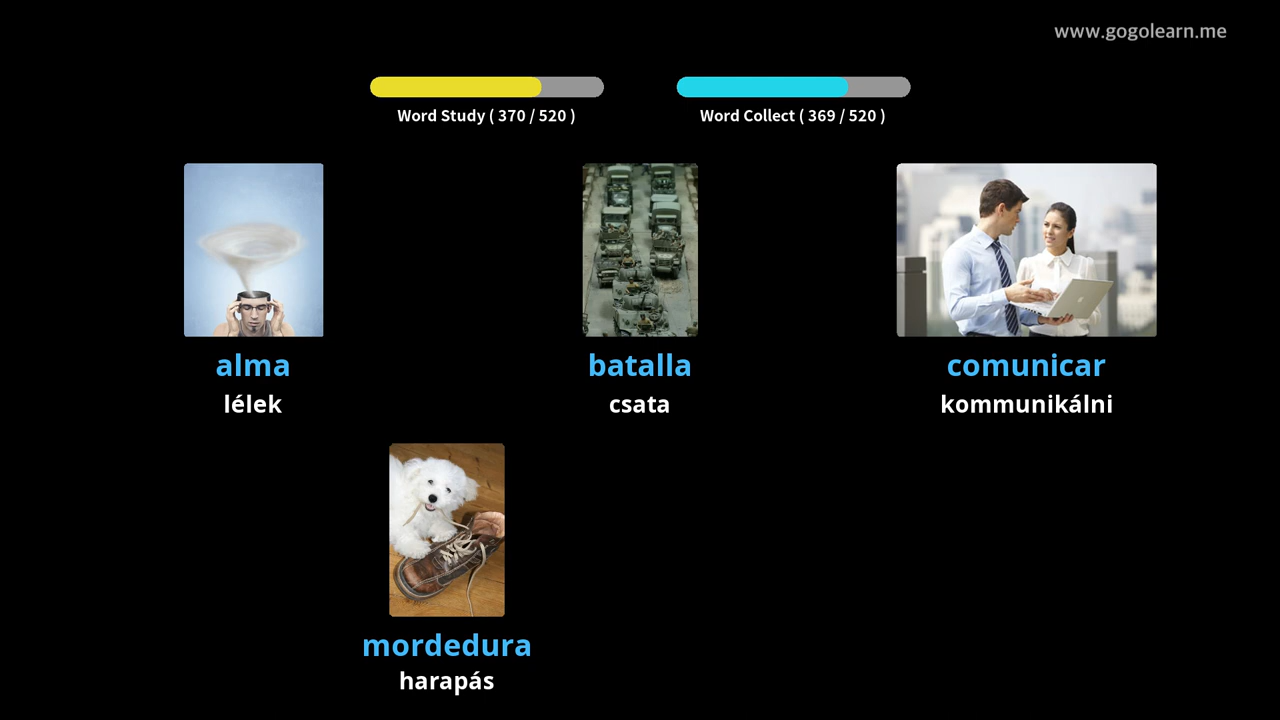 www.gogolearn.me
Word Study ( 370 / 520 )
Word Collect ( 369 / 520 )
alma
lélek
batalla
csata
comunicar
kommunikálni
mordedura
harapás